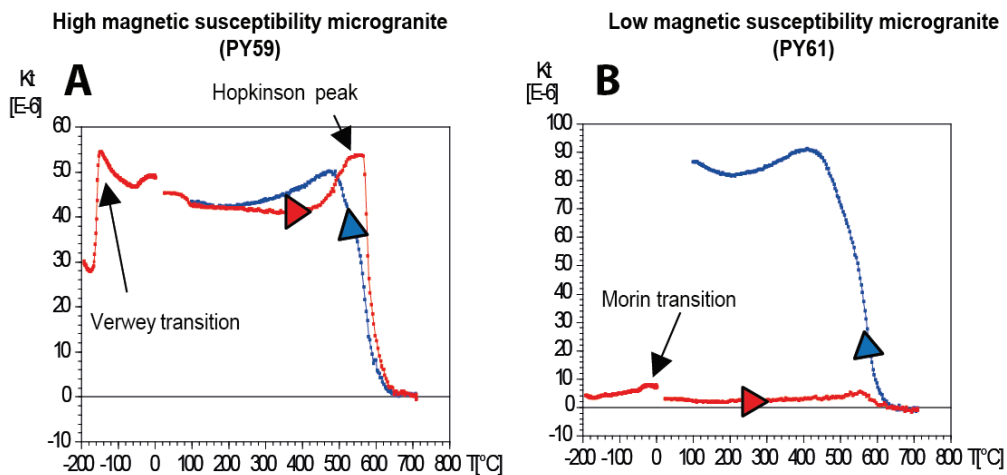 High magnetic susceptibility microgranite
(PY59)
Kt
[E-6]
A
Hopkinson peak
60
50
40
30
20
10
0
-10
Verwey transition
-200 -100 0 100 200 300 400 500 600 700 800 T[°C]
Low magnetic susceptibility microgranite
(PY61)
Kt
[E-6]
B
100
90
80
70
60
50
40
30
20
10
0
-10
Morin transition
-200 -100 0 100 200 300 400 500 600 700 800 T[°C]